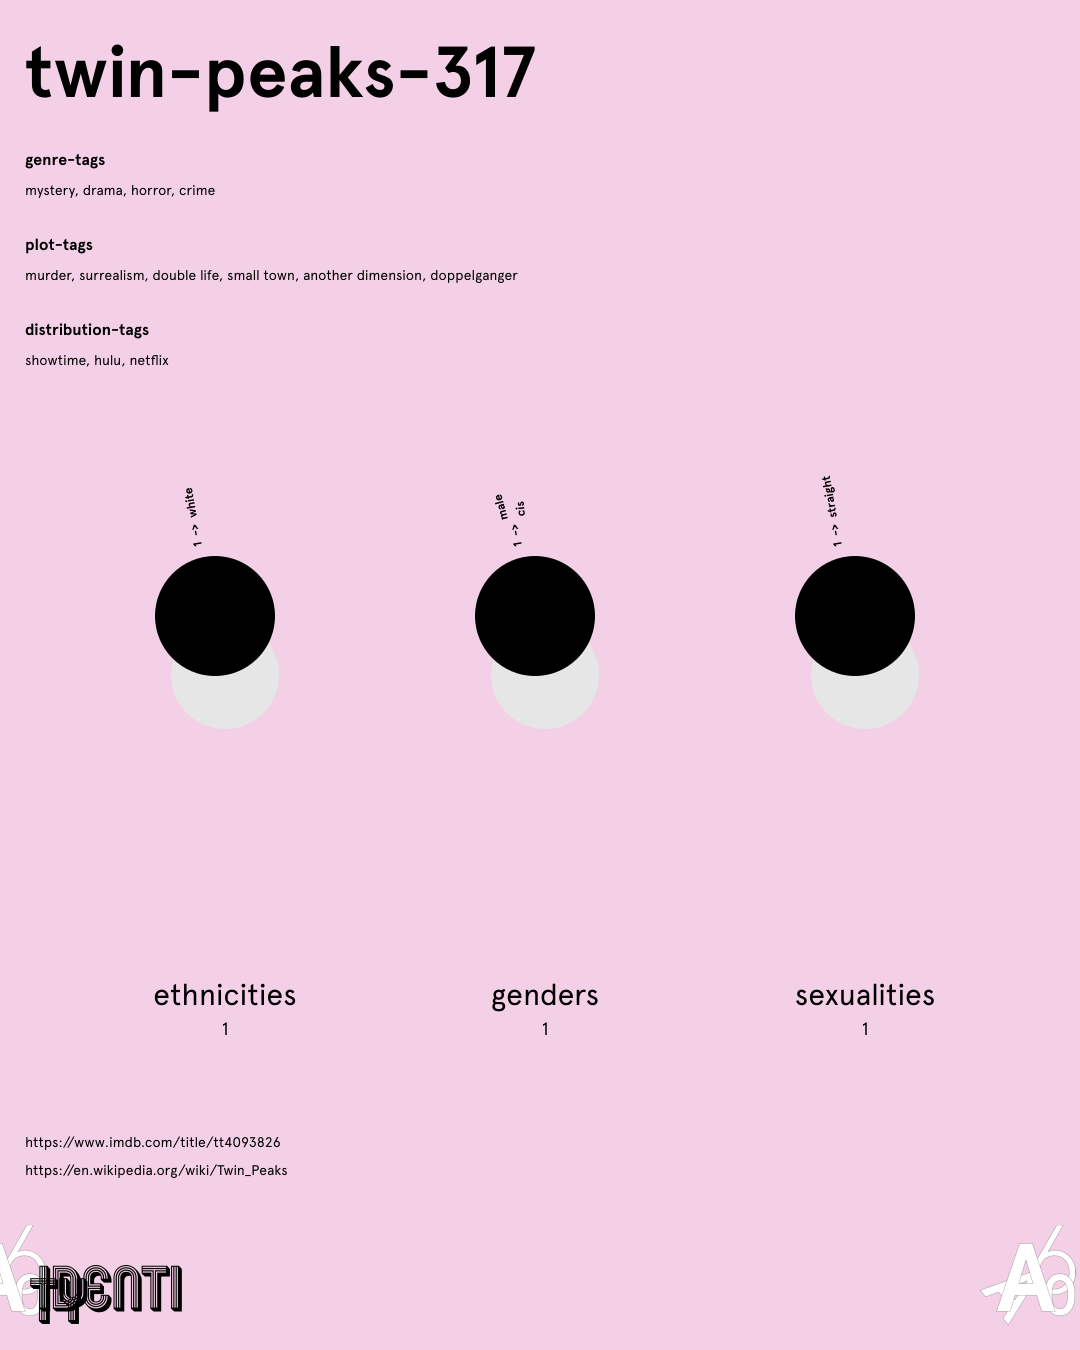 twin-peaks-317
genre-tags
mystery, drama, horror, crime
plot-tags
murder, surrealism, double life, small town, another dimension, doppelganger
distribution-tags
showtime, hulu, netflix
1 -> white
1 -> male
cis
1 -> straight
ethnicities
1
genders
1
sexualities
1
https://www.imdb.com/title/tt4093826
https://en.wikipedia.org/wiki/Twin_Peaks
IDENTI